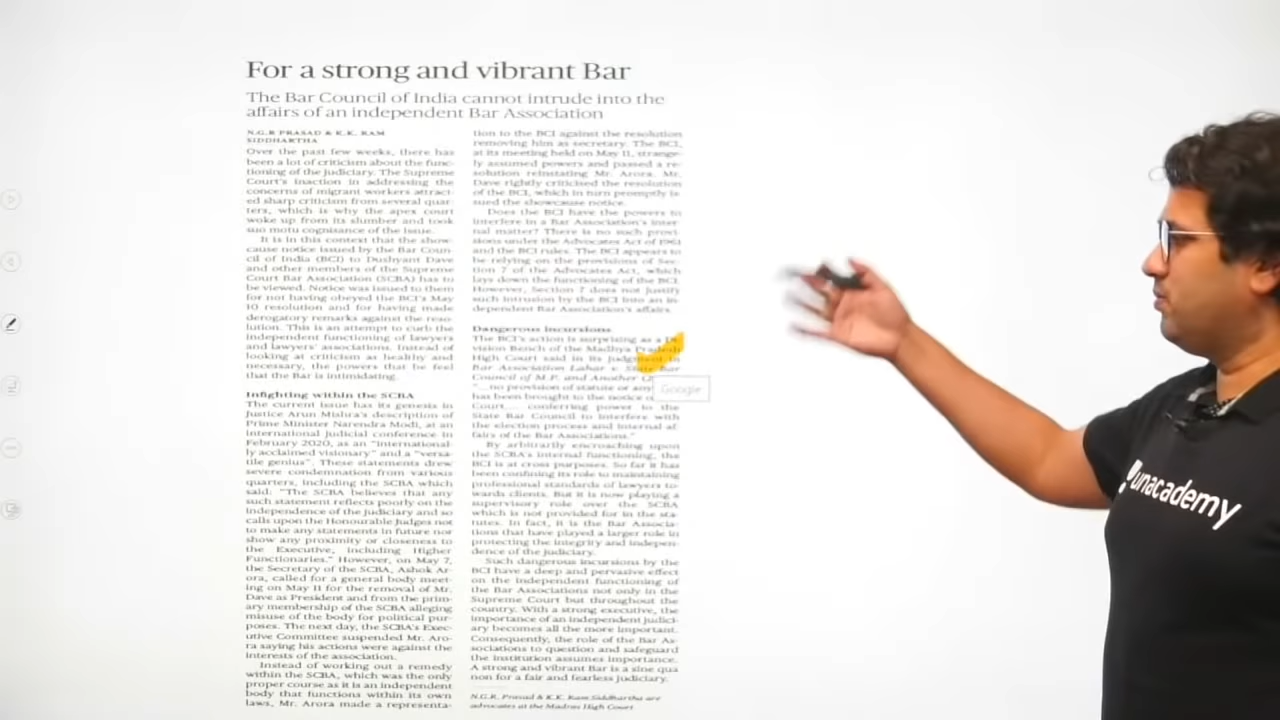 For a strong and vibrant Bar
The Bar Council of India cannot intrude into the
affairs of an independent Bar Association
N.G.R PRASAD & K.K. RAM
SIDDHARTHA
Over the past few weeks, there has
been a lot of criticism about the func-
tioning of the judiciary. The Supreme
Court's inaction in addressing the
concerns of migrant workers attract-
ed sharp criticism from several quar-
ters, which is why the apex court
woke up from its slumber and took
suo motu cognisance of the issue.
It is in this context that the show-
cause notice issued by the Bar Coun-
cil of India (BCI) to Dushyant Dave
and other members of the Supreme
Court Bar Association (SCBA) has to
be viewed. Notice was issued to them
for not having obeyed the BCI's May
10 resolution and for having made
derogatory remarks against the reso-
lution. This is an attempt to curb the
independent functioning of lawyers
and lawyers' associations. Instead of
looking at criticism as healthy and
necessary, the powers that be feel
that the Bar is intimidating.
Infighting within the SCBA
The current issue has its genesis in
Justice Arun Mishra's description of
Prime Minister Narendra Modi, at an
international judicial conference in
February 2020, as an "international-
ly acclaimed visionary" and a "versa-
tile genius". These statements drew
severe condemnation from various
quarters, including the SCBA which
said: "The SCBA believes that any
such statement reflects poorly on the
independence of the judiciary and so
calls upon the Honourable Judges not
to make any statements in future nor
show any proximity or closeness to
the Executive, including Higher
Functionaries." However, on May 7,
the Secretary of the SCBA, Ashok Ar-
ora, called for a general body meet-
ing on May 11 for the removal of Mr.
Dave as President and from the prim-
ary membership of the SCBA alleging
misuse of the body for political pur-
poses. The next day, the SCBA's Exec-
utive Committee suspended Mr. Aro-
ra saying his actions were against the
interests of the association.
Instead of working out a remedy
within the SCBA, which was the only
proper course as it is an independent
body that functions within its own
laws, Mr. Arora made a representa-
tion to the BCI against the resolution
removing him as secretary. The BCI,
at its meeting held on May 11, strange-
ly assumed powers and passed a re-
solution reinstating Mr. Arora. Mr.
Dave rightly criticised the resolution
of the BCI, which in turn promptly is-
sued the showcause notice.
Does the BCI have the powers to
interfere in a Bar Association's inter-
nal matter? There is no such provi-
sions under the Advocates Act of 1961
and the BCI rules. The BCI appears to
be relying on the provisions of Sec-
tion 7 of the Advocates Act, which
lays down the functioning of the BCI.
However, Section 7 does not justify
such intrusion by the BCI into an in-
dependent Bar Association's affairs.
Dangerous incursions
The BCI's action is surprising as a Di-
vision Bench of the Madhya Pradesh
High Court said in its judgment in
Bar Association Lahar v. State Bar
Council of M.P. and Another
"...no provision of statute or any
has been brought to the notice
Court... conferring power to the
State Bar Council to interfere with
the election process and internal af-
fairs of the Bar Associations."
By arbitrarily encroaching upon
the SCBA's internal functioning, the
BCI is at cross purposes. So far it has
been confining its role to maintaining
professional standards of lawyers to-
wards clients. But it is now playing a
supervisory role over the SCBA
which is not provided for in the sta-
tutes. In fact, it is the Bar Associa-
tions that have played a larger role in
protecting the integrity and indepen-
dence of the judiciary.
Such dangerous incursions by the
BCI have a deep and pervasive effect
on the independent functioning of
the Bar Associations not only in the
Supreme Court but throughout the
country. With a strong executive, the
importance of an independent judici-
ary becomes all the more important.
Consequently, the role of the Bar As-
sociations to question and safeguard
the institution assumes importance.
A strong and vibrant Bar is a sine qua
non for a fair and fearless judiciary.
N.G.R. Prasad & K.K. Ram Siddhartha are
advocates at the Madras High Court
Google
unacademy